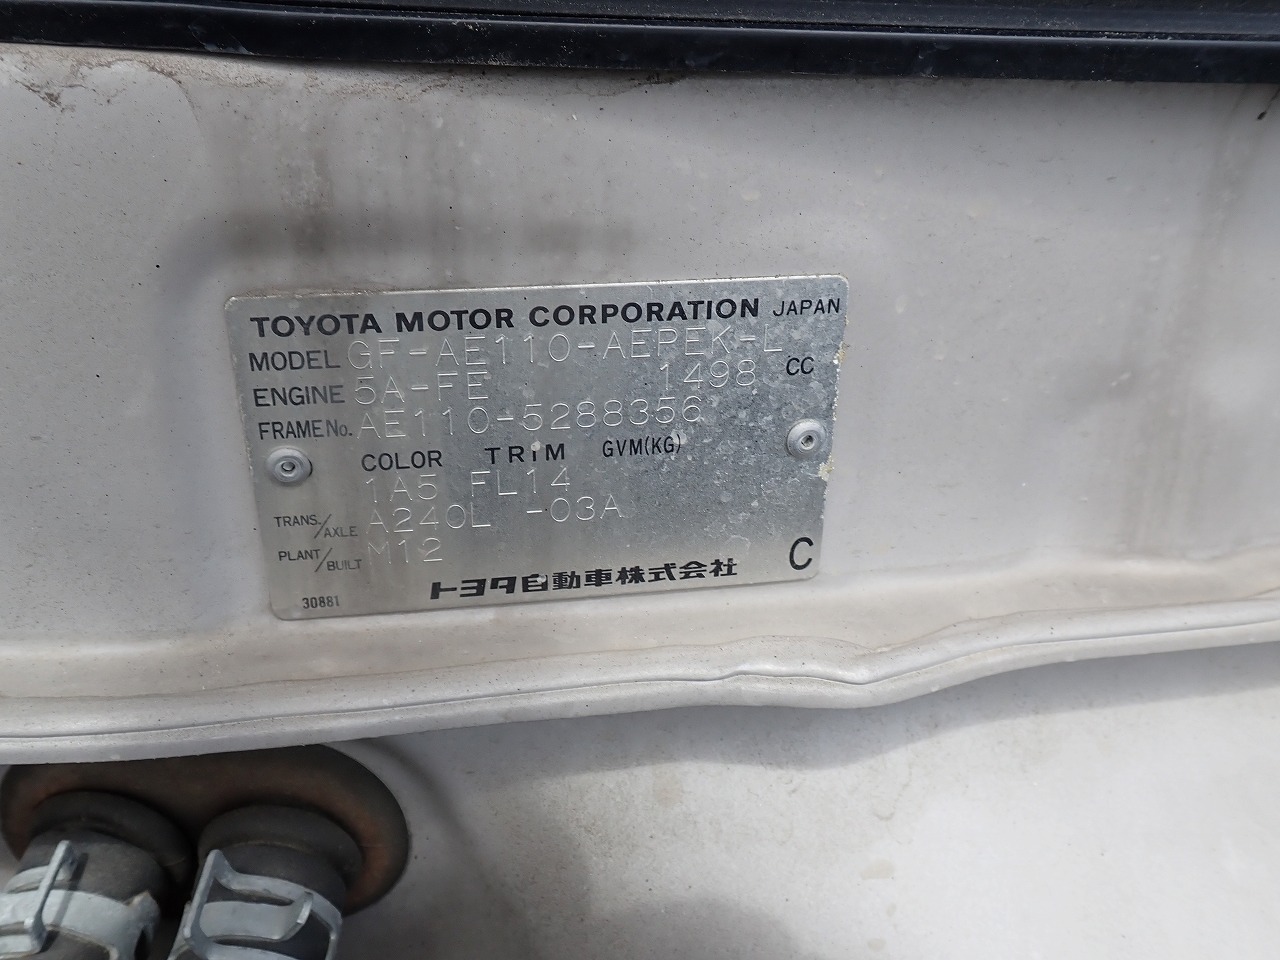 TOYOTA MOTOR CORPORATION JAPAN
MODEL GF-AE110-AEPEK-L
ENGINE 5A-FE 1498 CC
FRAME No. AE110-5288356
COLOR TRIM GVM(KG)
1A5 FL14
TRANS./AXLE A240L -03A
PLANT/BUILT M12
トヨタ自動車株式会社 C
30881